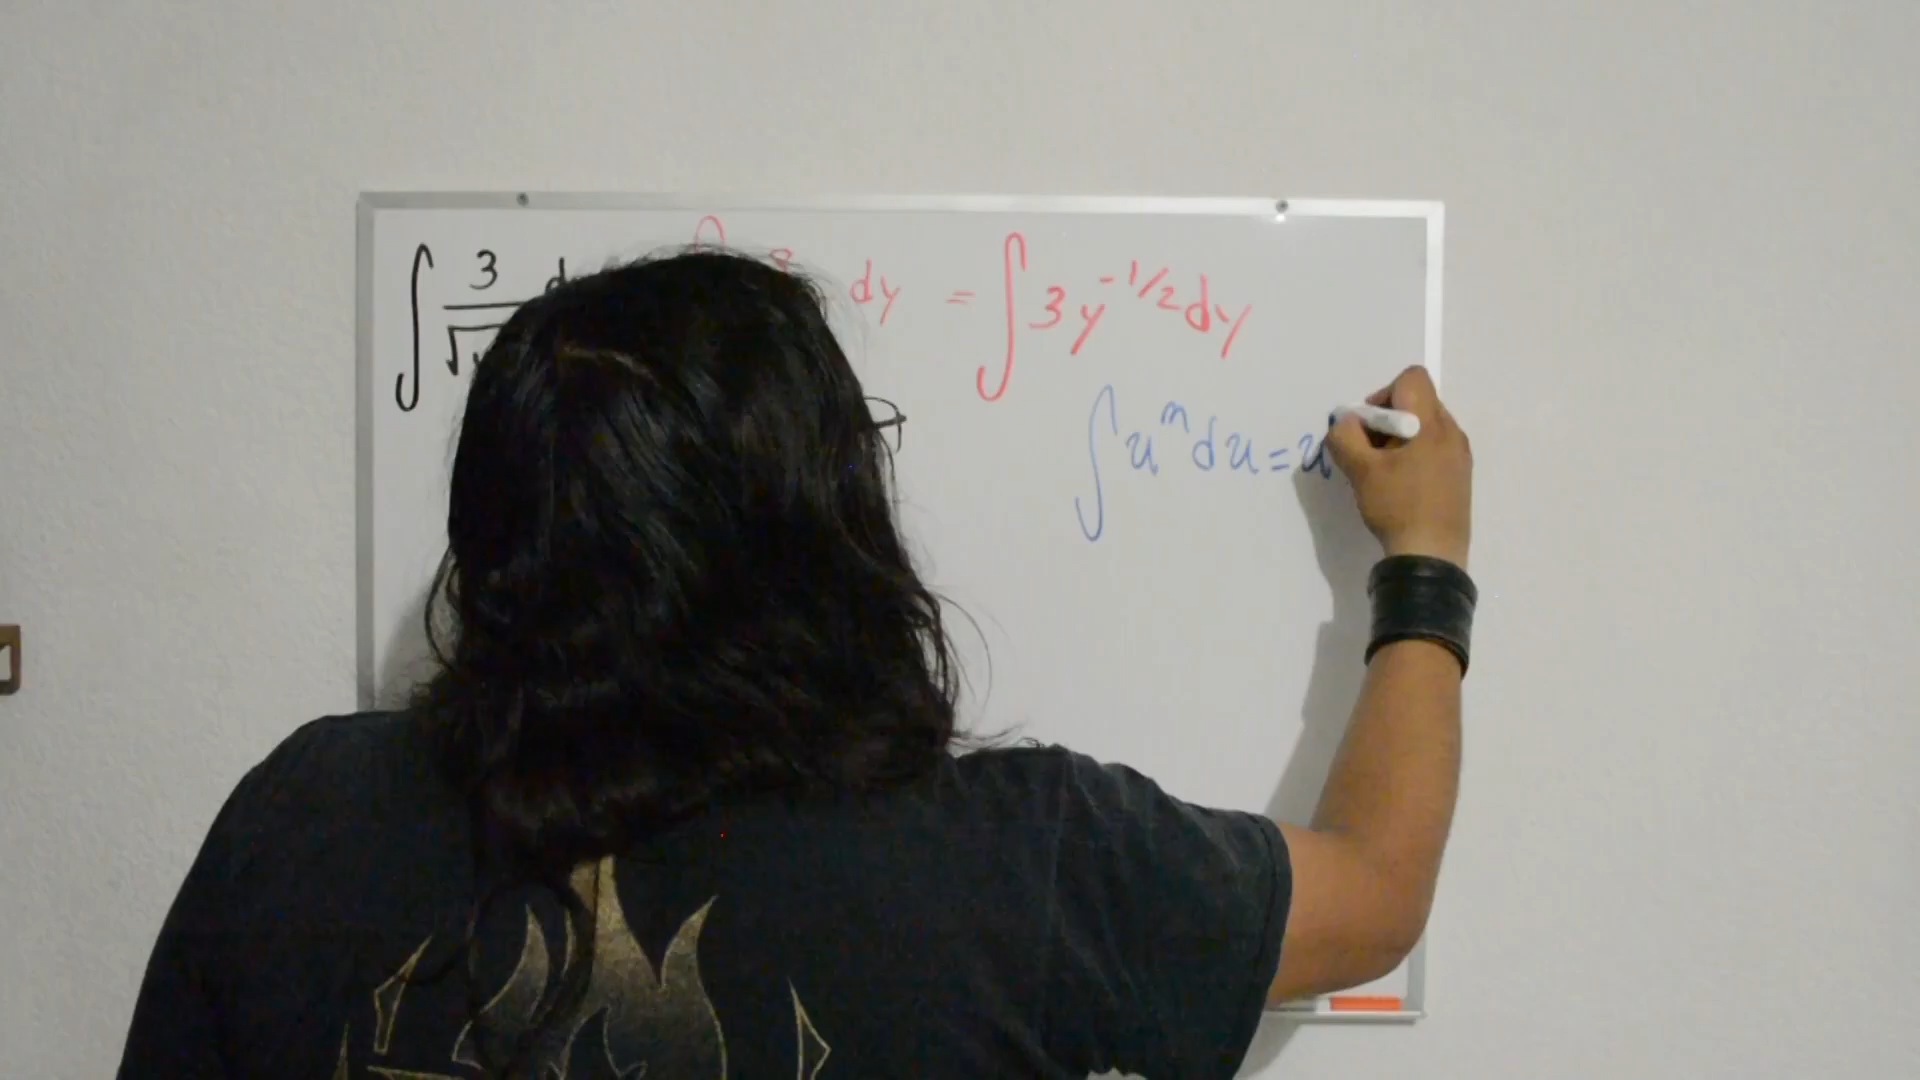 ∫ 3/√ d dy = ∫ 3y^{-1/2} dy
∫ u^n du = u